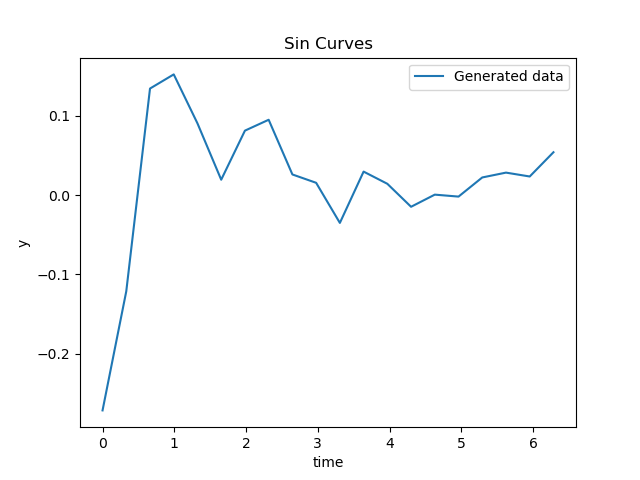 Sin Curves
Generated data
0.1
0.0
−0.1
−0.2
y
0 1 2 3 4 5 6
time